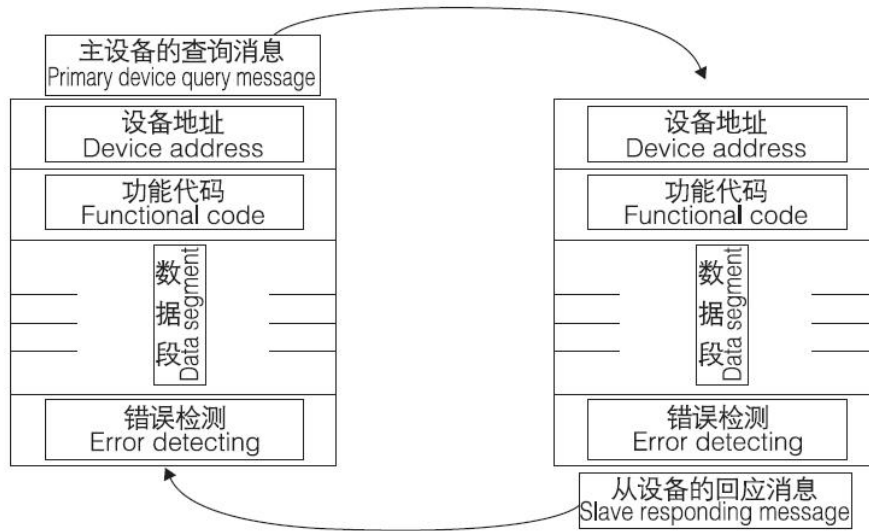 主设备的查询消息
Primary device query message
设备地址
Device address
功能代码
Functional code
数据段
Data segment
错误检测
Error detecting
设备地址
Device address
功能代码
Functional code
数据段
Data segment
错误检测
Error detecting
从设备的回应消息
Slave responding message